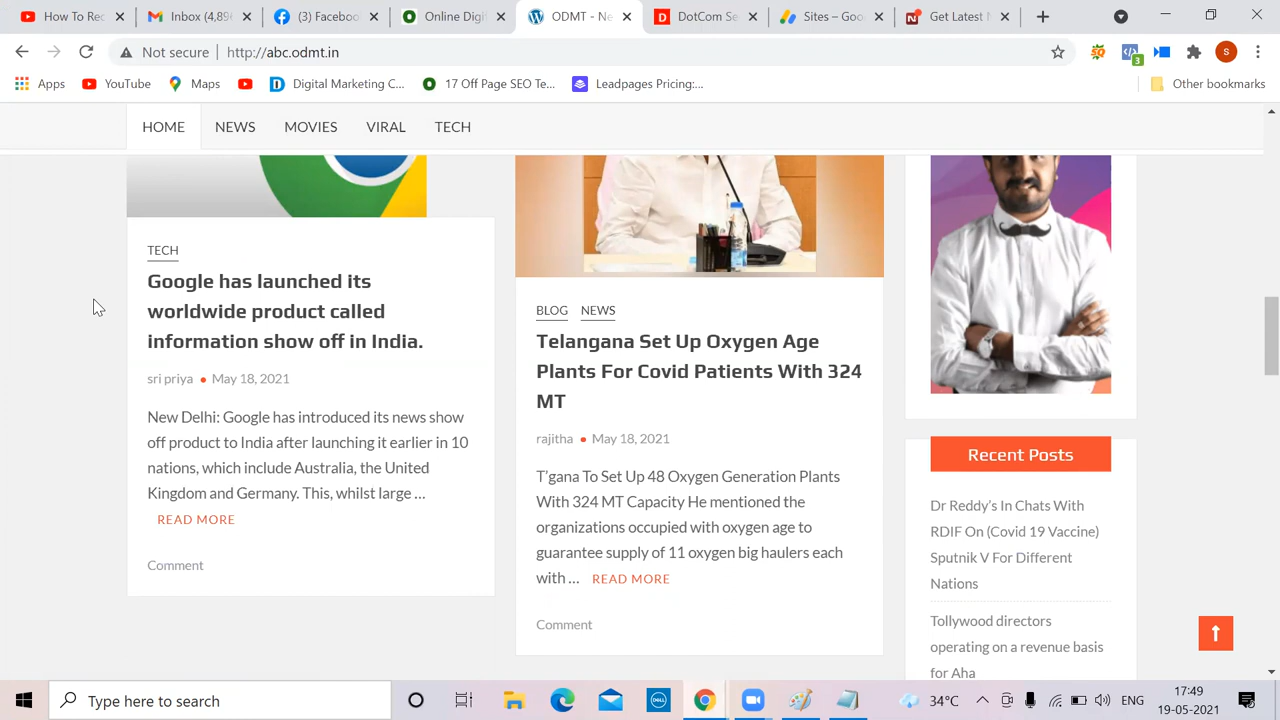 How To Rec
Inbox (4,89
(3) Faceboo
Online Digi
ODMT - Ne
DotCom Se
Sites – Goo
Get Latest N
Not secure
http://abc.odmt.in
3
S
Apps
YouTube
Maps
Digital Marketing C...
17 Off Page SEO Te...
Leadpages Pricing:...
Other bookmarks
HOME
NEWS
MOVIES
VIRAL
TECH
TECH
Google has launched its
worldwide product called
information show off in India.
sri priya
May 18, 2021
New Delhi: Google has introduced its news show
off product to India after launching it earlier in 10
nations, which include Australia, the United
Kingdom and Germany. This, whilst large …
READ MORE
Comment
BLOG
NEWS
Telangana Set Up Oxygen Age
Plants For Covid Patients With 324
MT
rajitha
May 18, 2021
T'gana To Set Up 48 Oxygen Generation Plants
With 324 MT Capacity He mentioned the
organizations occupied with oxygen age to
guarantee supply of 11 oxygen big haulers each
with … READ MORE
Comment
Recent Posts
Dr Reddy's In Chats With
RDIF On (Covid 19 Vaccine)
Sputnik V For Different
Nations
Tollywood directors
operating on a revenue basis
for Aha
Type here to search
DELL
34°C
ENG
17:49
19-05-2021